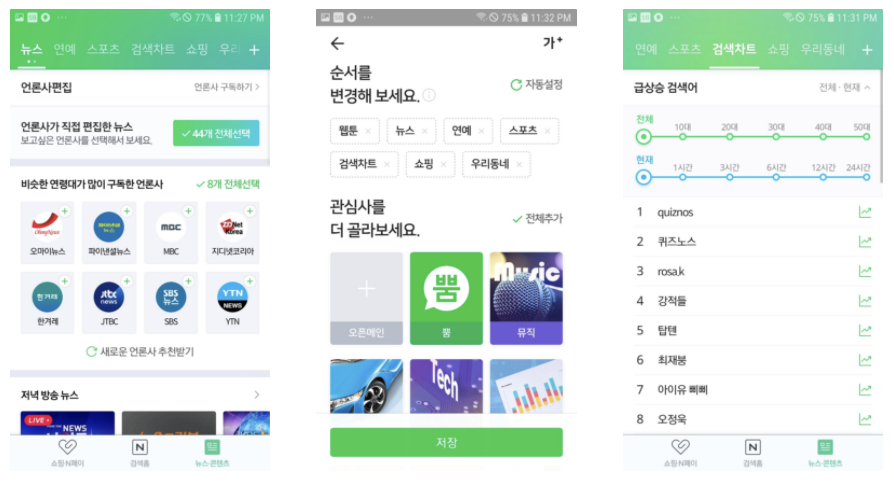 77% 11:27 PM
뉴스 연예 스포츠 검색차트 쇼핑 우리 +
언론사편집 언론사 구독하기 >
언론사가 직접 편집한 뉴스
보고싶은 언론사를 선택해서 보세요.
44개 전체선택
비슷한 연령대가 많이 구독한 언론사 8개 전체선택
오마이뉴스 파이낸셜뉴스 MBC 지디넷코리아
한겨레 JTBC SBS YTN
새로운 언론사 추천받기
저녁 방송 뉴스 >
LIVE
NEWS
쇼핑·N페이 검색홈 뉴스·콘텐츠
75% 11:32 PM
가+
순서를
변경해 보세요. 자동설정
웹툰 × 뉴스 × 연예 × 스포츠 ×
검색차트 × 쇼핑 × 우리동네 ×
관심사를
더 골라보세요. 전체추가
뿜 Music
오픈메인 뿜 뮤직
Tech
저장
75% 11:31 PM
연예 스포츠 검색차트 쇼핑 우리동네 +
급상승 검색어 전체·현재
전체 10대 20대 30대 40대 50대
현재 1시간 3시간 6시간 12시간 24시간
1 quiznos
2 퀴즈노스
3 rosa.k
4 강적들
5 탑텐
6 최재봉
7 아이유 삐삐
8 오정욱
쇼핑·N페이 검색홈 뉴스·콘텐츠